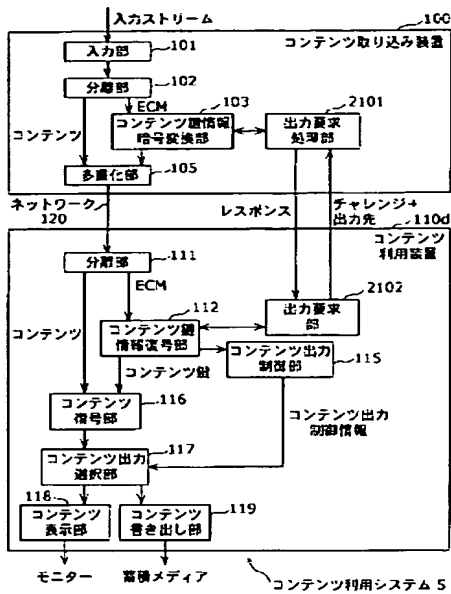 入力ストリーム
100
コンテンツ取り込み装置
入力部
101
分離部
102
ECM
103
2101
コンテンツ
コンテンツ鍵情報
暗号変換部
出力要求
処理部
105
多重化部
ネットワーク
120
レスポンス
チャレンジ+
出力先
110d
コンテンツ
利用装置
111
分離部
ECM
112
2102
コンテンツ
コンテンツ鍵
情報復号部
出力要求
部
115
コンテンツ出力
制御部
コンテンツ鍵
116
コンテンツ
復号部
コンテンツ出力
制御情報
117
コンテンツ出力
選択部
118
119
コンテンツ
表示部
コンテンツ
書き出し部
モニター
蓄積メディア
コンテンツ利用システム5